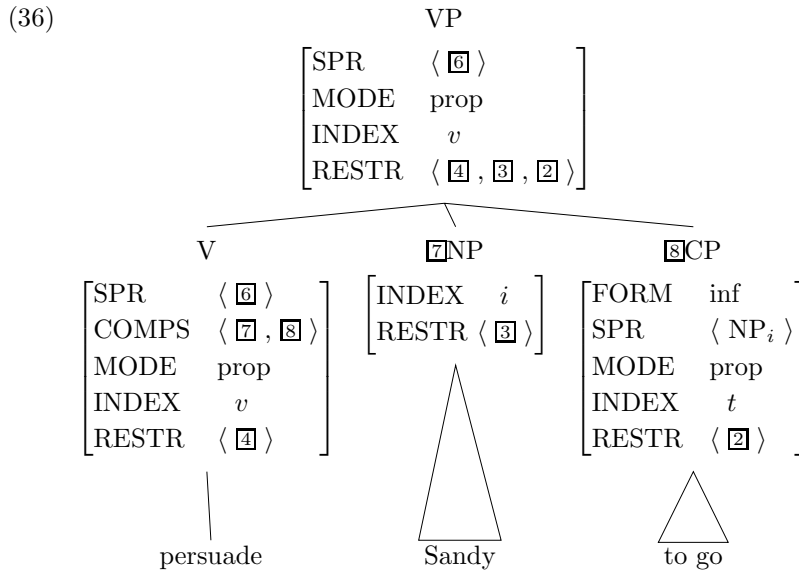 (36) VP
SPR ⟨ 6 ⟩
MODE prop
INDEX v
RESTR ⟨ 4 , 3 , 2 ⟩
V 7NP 8CP
SPR ⟨ 6 ⟩
COMPS ⟨ 7 , 8 ⟩
MODE prop
INDEX v
RESTR ⟨ 4 ⟩
INDEX i
RESTR ⟨ 3 ⟩
FORM inf
SPR ⟨ NPi ⟩
MODE prop
INDEX t
RESTR ⟨ 2 ⟩
persuade Sandy to go